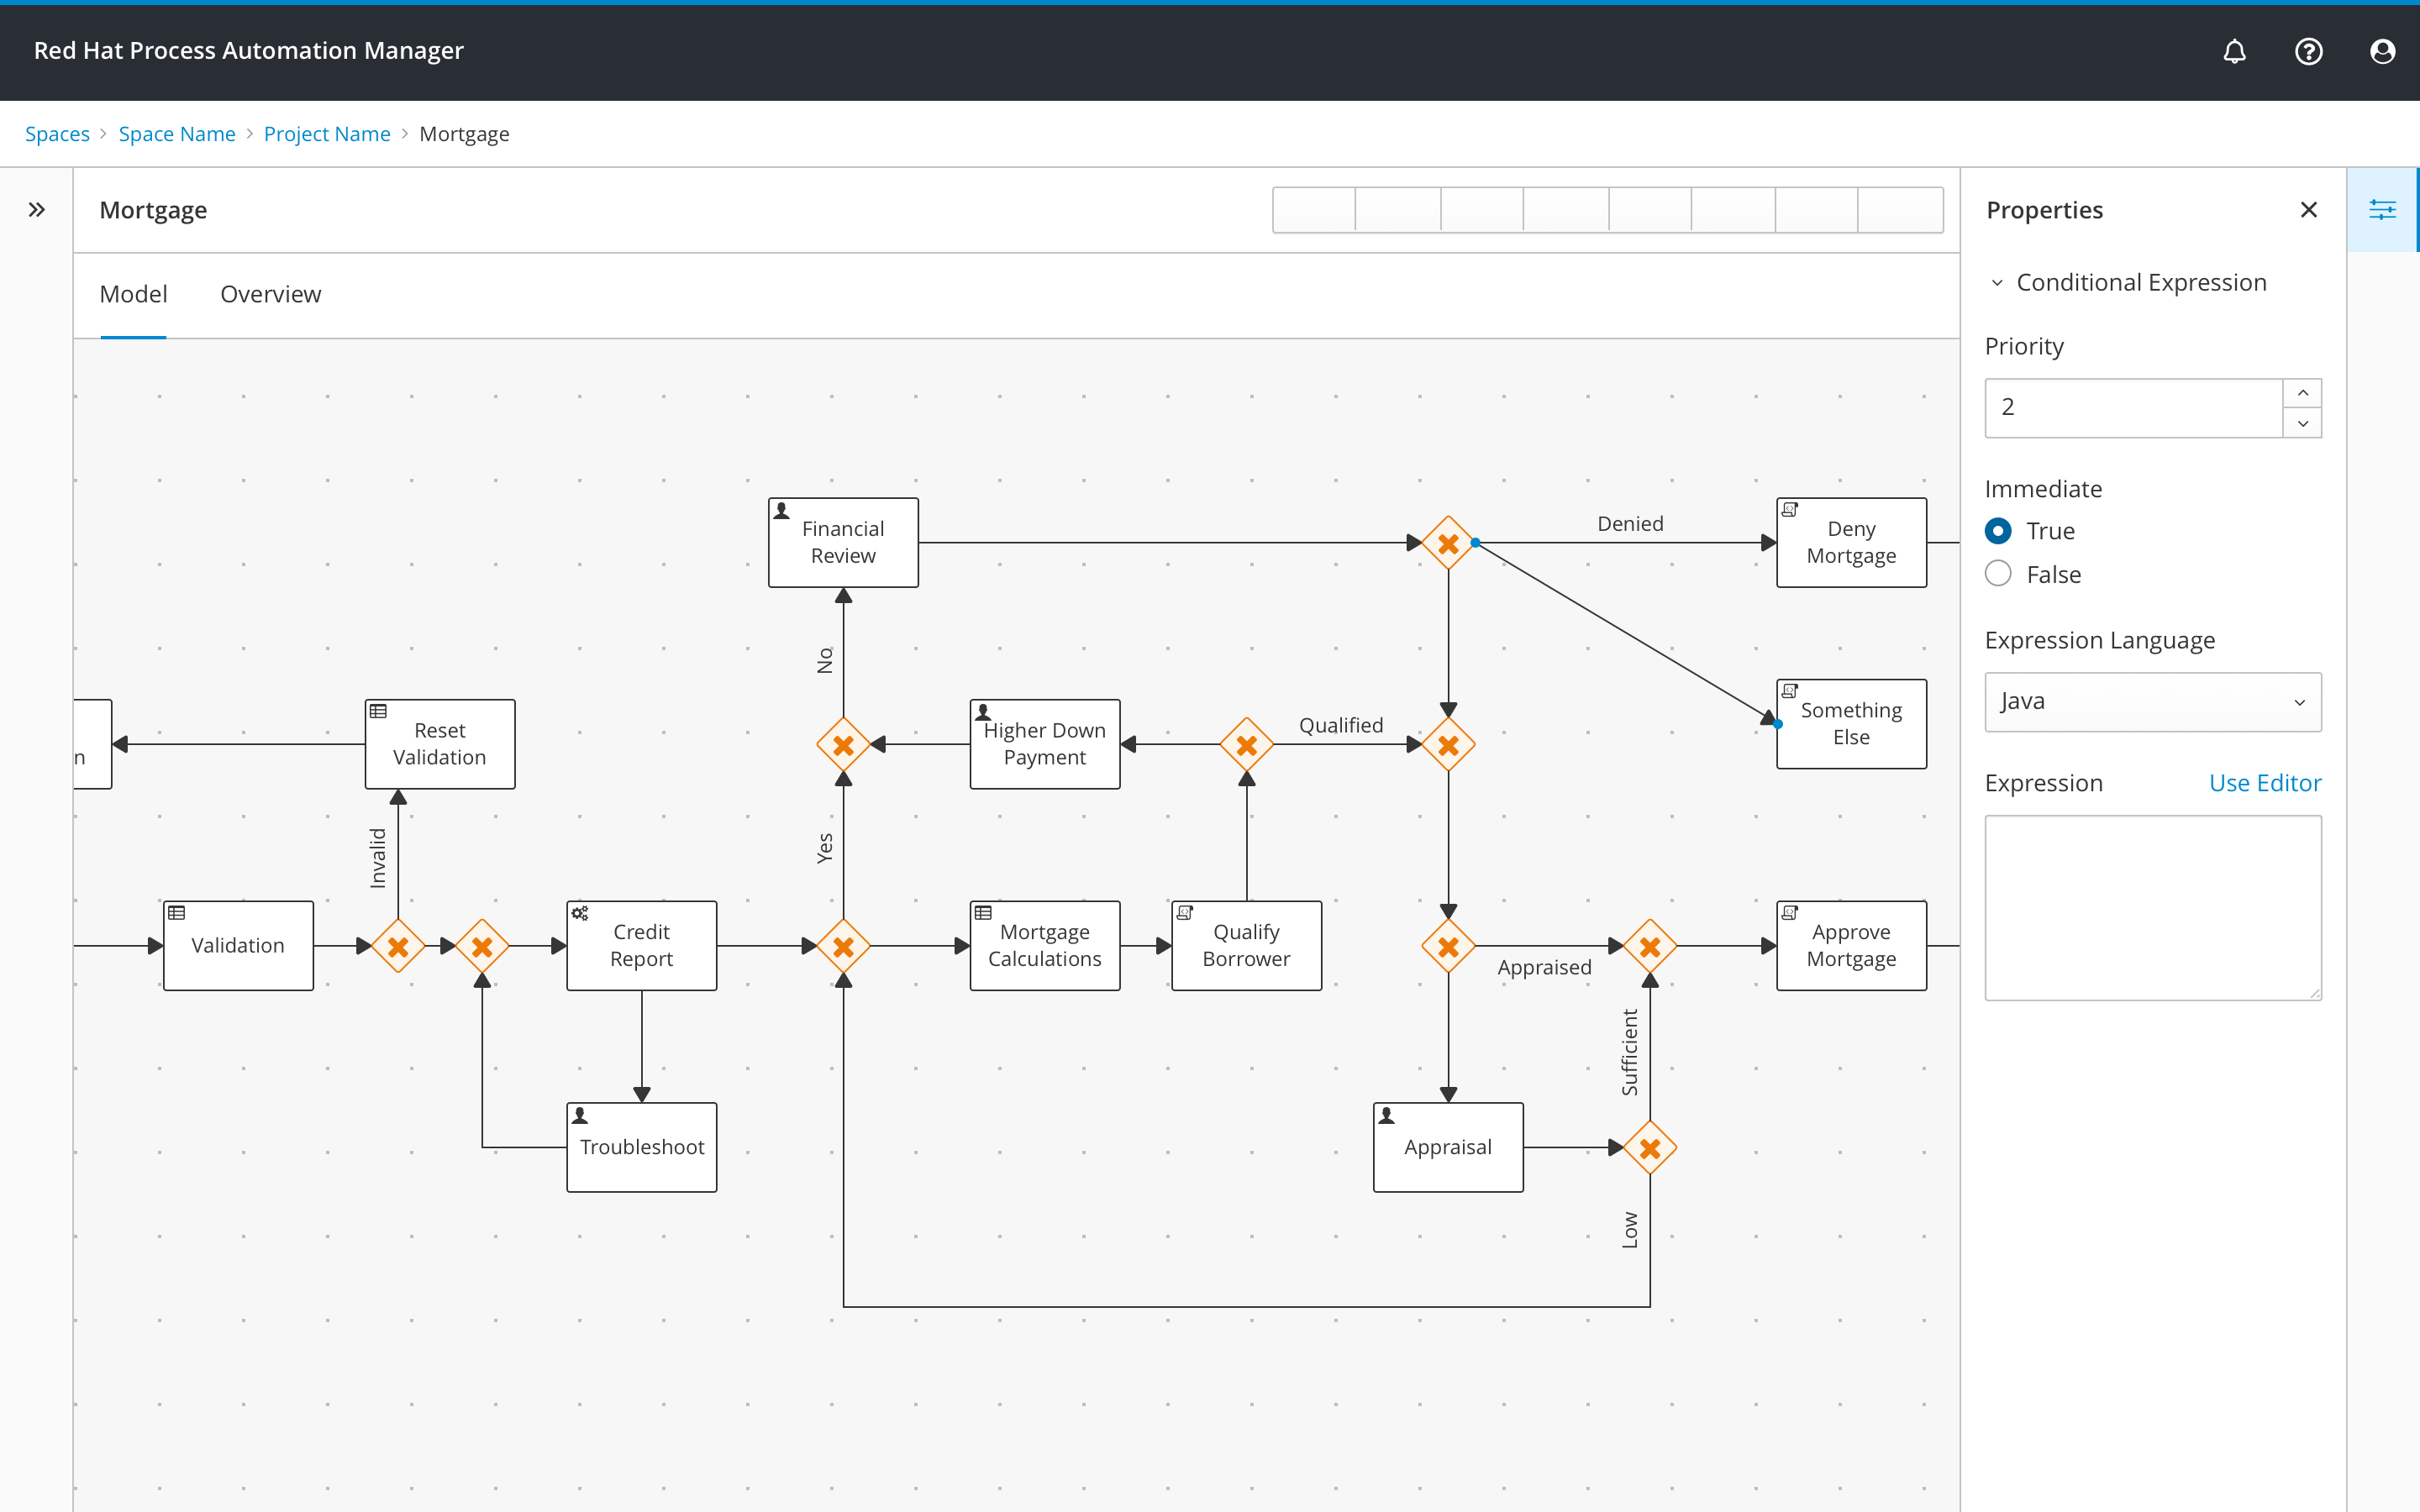 Red Hat Process Automation Manager
Spaces > Space Name > Project Name > Mortgage
Mortgage
Model
Overview
Financial
Review
Denied
Deny
Mortgage
No
n
Reset
Validation
Higher Down
Payment
Qualified
Something
Else
Invalid
Yes
Validation
Credit
Report
Mortgage
Calculations
Qualify
Borrower
Appraised
Approve
Mortgage
Sufficient
Troubleshoot
Appraisal
Low
Properties
Conditional Expression
Priority
2
Immediate
True
False
Expression Language
Java
Expression
Use Editor